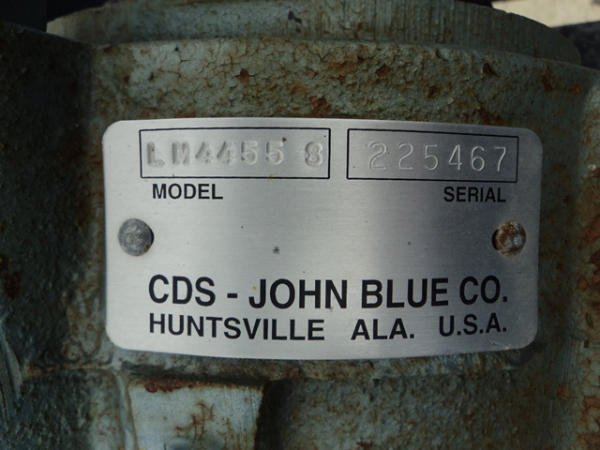 LM4455 8 225467
MODEL SERIAL
CDS - JOHN BLUE CO.
HUNTSVILLE ALA. U.S.A.